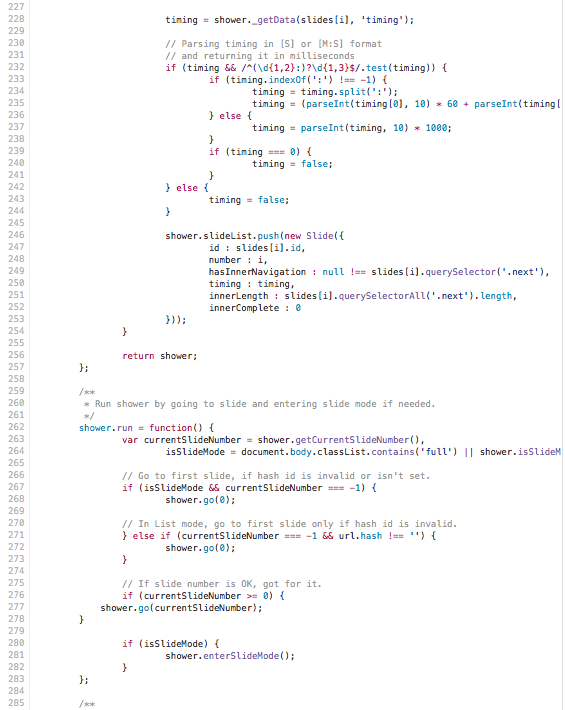 227
228 timing = shower._getData(slides[i], 'timing');
229
230 // Parsing timing in [S] or [M:S] format
231 // and returning it in milliseconds
232 if (timing && /^(\d{1,2}:)?\d{1,3}$/.test(timing)) {
233 if (timing.indexOf(':') !== -1) {
234 timing = timing.split(':');
235 timing = (parseInt(timing[0], 10) * 60 + parseInt(timing[
236 } else {
237 timing = parseInt(timing, 10) * 1000;
238 }
239 if (timing === 0) {
240 timing = false;
241 }
242 } else {
243 timing = false;
244 }
245
246 shower.slideList.push(new Slide({
247 id : slides[i].id,
248 number : i,
249 hasInnerNavigation : null !== slides[i].querySelector('.next'),
250 timing : timing,
251 innerLength : slides[i].querySelectorAll('.next').length,
252 innerComplete : 0
253 }));
254 }
255
256 return shower;
257 };
258
259 /**
260 * Run shower by going to slide and entering slide mode if needed.
261 */
262 shower.run = function() {
263 var currentSlideNumber = shower.getCurrentSlideNumber(),
264 isSlideMode = document.body.classList.contains('full') || shower.isSlideM
265
266 // Go to first slide, if hash id is invalid or isn't set.
267 if (isSlideMode && currentSlideNumber === -1) {
268 shower.go(0);
269
270 // In List mode, go to first slide only if hash id is invalid.
271 } else if (currentSlideNumber === -1 && url.hash !== '') {
272 shower.go(0);
273 }
274
275 // If slide number is OK, got for it.
276 if (currentSlideNumber >= 0) {
277 shower.go(currentSlideNumber);
278 }
279
280 if (isSlideMode) {
281 shower.enterSlideMode();
282 }
283 };
284
285 /**